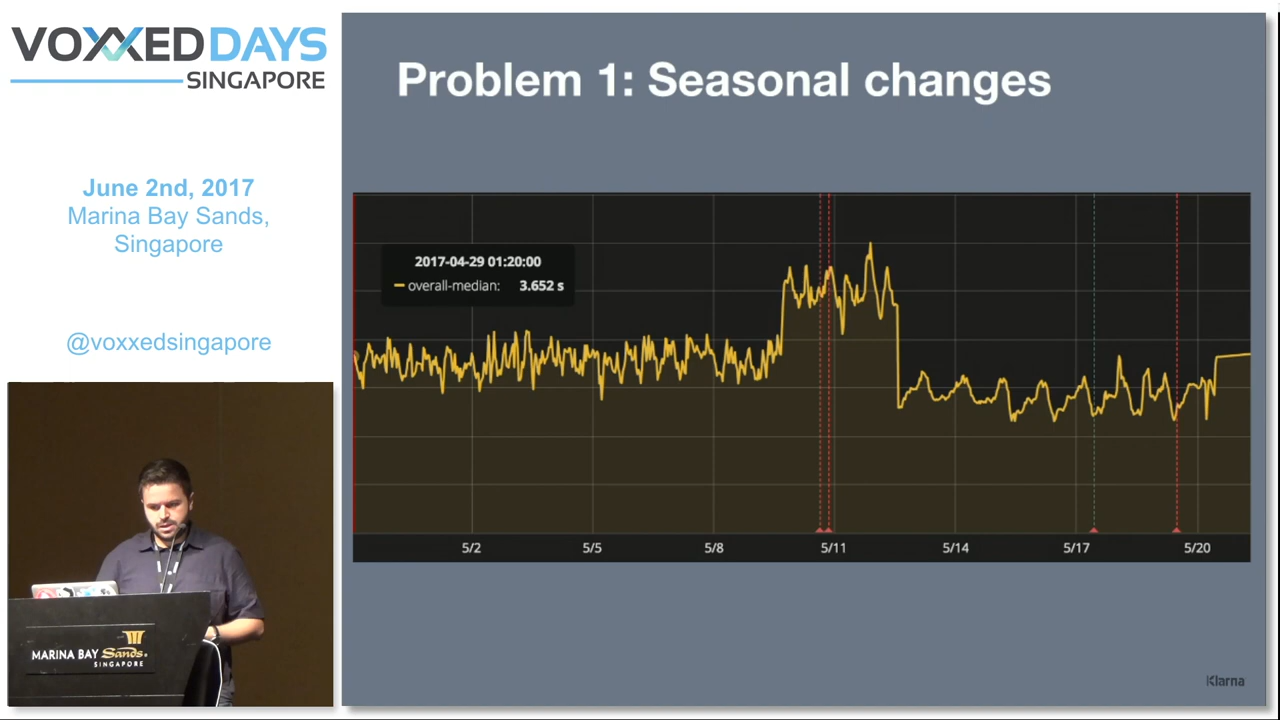 VOXXED DAYS
SINGAPORE
June 2nd, 2017
Marina Bay Sands,
Singapore
@voxxedsingapore
Problem 1: Seasonal changes
2017-04-29 01:20:00
overall-median: 3.652 s
5/2 5/5 5/8 5/11 5/14 5/17 5/20
MARINA BAY Sands.
SINGAPORE
Klarna